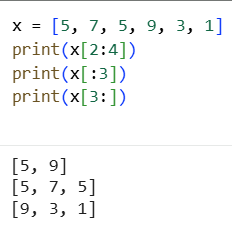 x = [5, 7, 5, 9, 3, 1]
print(x[2:4])
print(x[:3])
print(x[3:])
[5, 9]
[5, 7, 5]
[9, 3, 1]